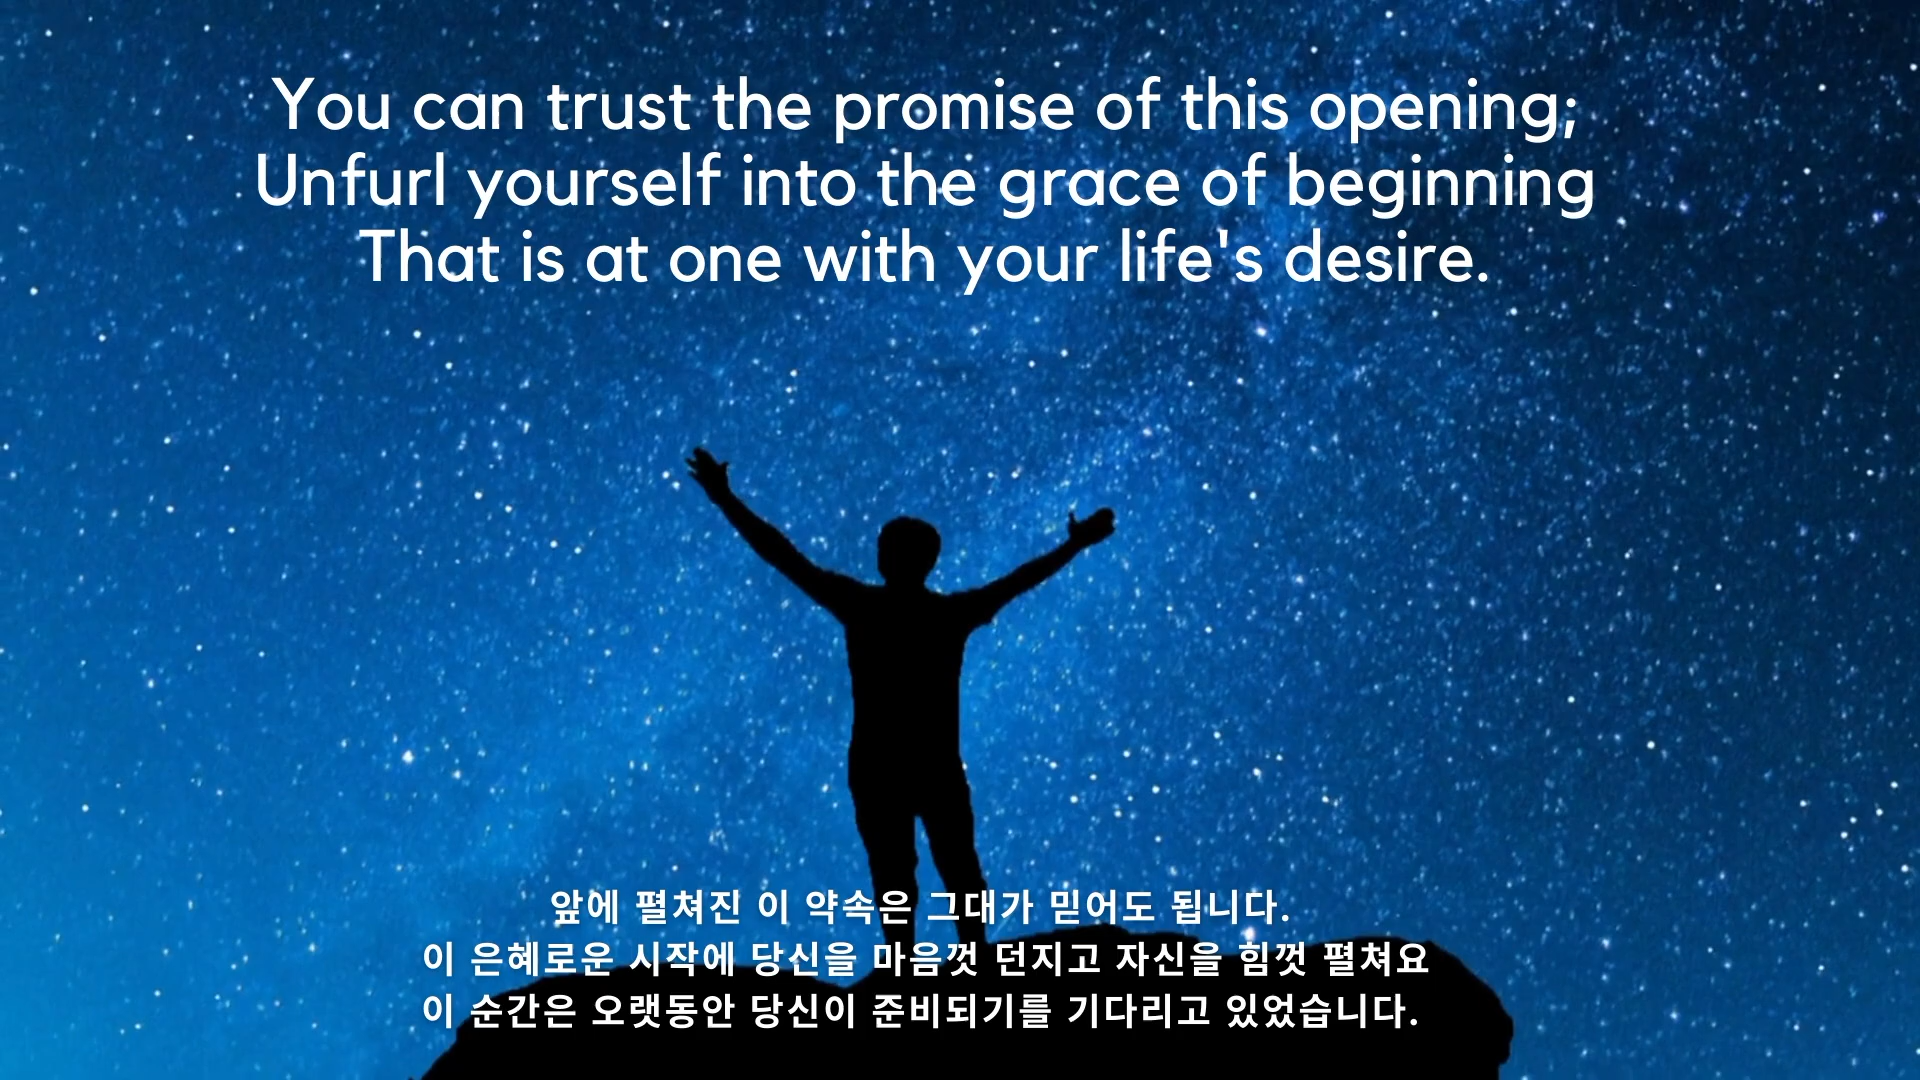 You can trust the promise of this opening;
Unfurl yourself into the grace of beginning
That is at one with your life's desire.
앞에 펼쳐진 이 약속은 그대가 믿어도 됩니다.
이 은혜로운 시작에 당신을 마음껏 던지고 자신을 힘껏 펼쳐요
이 순간은 오랫동안 당신이 준비되기를 기다리고 있었습니다.